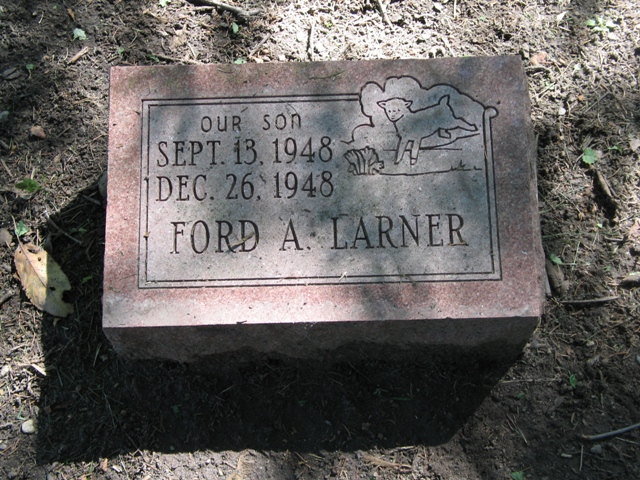 OUR SON
SEPT. 13, 1948
DEC. 26, 1948
FORD A. LARNER